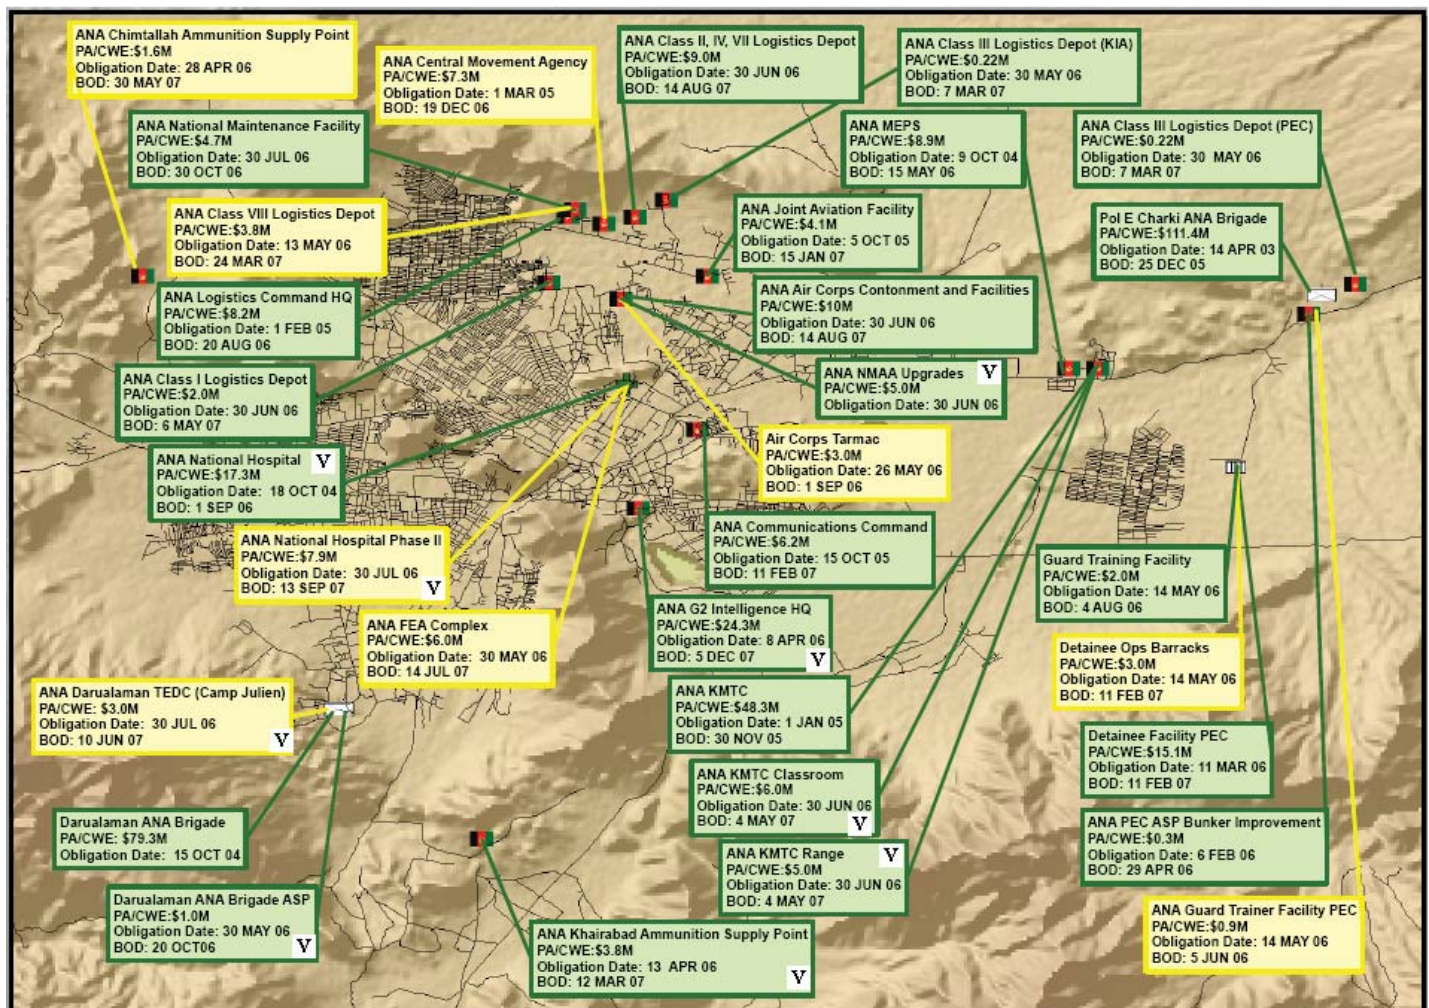 ANA Chimtallah Ammunition Supply Point
PA/CWE:$1.6M
Obligation Date: 28 APR 06
BOD: 30 MAY 07
ANA Central Movement Agency
PA/CWE:$7.3M
Obligation Date: 1 MAR 05
BOD: 19 DEC 06
ANA Class II, IV, VII Logistics Depot
PA/CWE:$9.0M
Obligation Date: 30 JUN 06
BOD: 14 AUG 07
ANA Class III Logistics Depot (KIA)
PA/CWE:$0.22M
Obligation Date: 30 MAY 06
BOD: 7 MAR 07
ANA National Maintenance Facility
PA/CWE:$4.7M
Obligation Date: 30 JUL 06
BOD: 30 OCT 06
ANA MEPS
PA/CWE:$8.9M
Obligation Date: 9 OCT 04
BOD: 15 MAY 06
ANA Class III Logistics Depot (PEC)
PA/CWE:$0.22M
Obligation Date: 30 MAY 06
BOD: 7 MAR 07
ANA Class VIII Logistics Depot
PA/CWE:$3.8M
Obligation Date: 13 MAY 06
BOD: 24 MAR 07
ANA Joint Aviation Facility
PA/CWE:$4.1M
Obligation Date: 5 OCT 05
BOD: 15 JAN 07
Pol E Charki ANA Brigade
PA/CWE:$111.4M
Obligation Date: 14 APR 03
BOD: 25 DEC 05
ANA Logistics Command HQ
PA/CWE:$8.2M
Obligation Date: 1 FEB 05
BOD: 20 AUG 06
ANA Air Corps Contonment and Facilities
PA/CWE:$10M
Obligation Date: 30 JUN 06
BOD: 14 AUG 07
ANA Class I Logistics Depot
PA/CWE:$2.0M
Obligation Date: 30 JUN 06
BOD: 6 MAY 07
ANA NMAA Upgrades V
PA/CWE:$5.0M
Obligation Date: 30 JUN 06
ANA National Hospital V
PA/CWE:$17.3M
Obligation Date: 18 OCT 04
BOD: 1 SEP 06
Air Corps Tarmac
PA/CWE:$3.0M
Obligation Date: 26 MAY 06
BOD: 1 SEP 06
ANA National Hospital Phase II
PA/CWE:$7.9M
Obligation Date: 30 JUL 06
BOD: 13 SEP 07 V
ANA Communications Command
PA/CWE:$6.2M
Obligation Date: 15 OCT 05
BOD: 11 FEB 07
Guard Training Facility
PA/CWE:$2.0M
Obligation Date: 14 MAY 06
BOD: 4 AUG 06
ANA FEA Complex
PA/CWE:$6.0M
Obligation Date: 30 MAY 06
BOD: 14 JUL 07
ANA G2 Intelligence HQ
PA/CWE:$24.3M
Obligation Date: 8 APR 06
BOD: 5 DEC 07 V
Detainee Ops Barracks
PA/CWE:$3.0M
Obligation Date: 14 MAY 06
BOD: 11 FEB 07
ANA Darualaman TEDC (Camp Julien)
PA/CWE: $3.0M
Obligation Date: 30 JUL 06
BOD: 10 JUN 07 V
ANA KMTC
PA/CWE:$48.3M
Obligation Date: 1 JAN 05
BOD: 30 NOV 05
Detainee Facility PEC
PA/CWE:$15.1M
Obligation Date: 11 MAR 06
BOD: 11 FEB 07
ANA KMTC Classroom
PA/CWE:$6.0M
Obligation Date: 30 JUN 06
BOD: 4 MAY 07 V
Darualaman ANA Brigade
PA/CWE: $79.3M
Obligation Date: 15 OCT 04
ANA PEC ASP Bunker Improvement
PA/CWE:$0.3M
Obligation Date: 6 FEB 06
BOD: 29 APR 06
ANA KMTC Range V
PA/CWE:$5.0M
Obligation Date: 30 JUN 06
BOD: 4 MAY 07
Darualaman ANA Brigade ASP
PA/CWE:$1.0M
Obligation Date: 30 MAY 06
BOD: 20 OCT06 V
ANA Khairabad Ammunition Supply Point
PA/CWE:$3.8M
Obligation Date: 13 APR 06
BOD: 12 MAR 07 V
ANA Guard Trainer Facility PEC
PA/CWE:$0.9M
Obligation Date: 14 MAY 06
BOD: 5 JUN 06